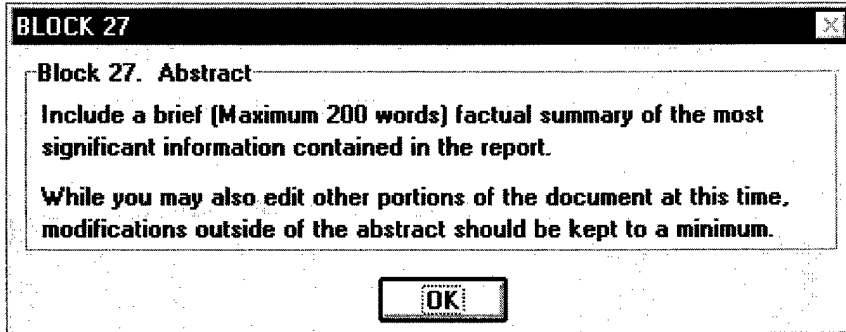 BLOCK 27
Block 27. Abstract
Include a brief (Maximum 200 words) factual summary of the most
significant information contained in the report.
While you may also edit other portions of the document at this time,
modifications outside of the abstract should be kept to a minimum.
OK